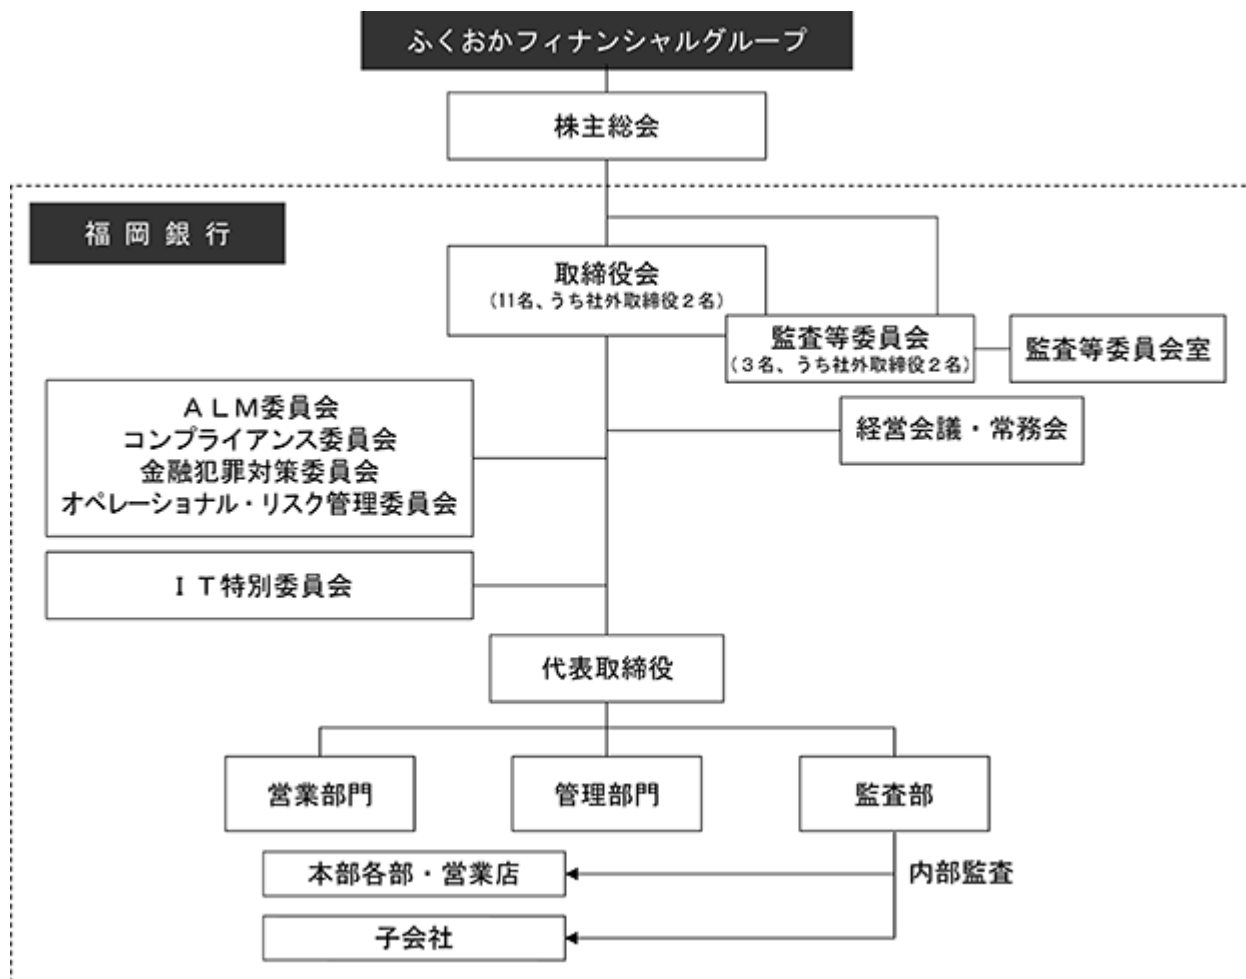 ふくおかフィナンシャルグループ
株主総会
福岡銀行
取締役会
(11名、うち社外取締役２名)
監査等委員会
(３名、うち社外取締役２名)
監査等委員会室
ＡＬＭ委員会
コンプライアンス委員会
金融犯罪対策委員会
オペレーショナル・リスク管理委員会
経営会議・常務会
ＩＴ特別委員会
代表取締役
営業部門
管理部門
監査部
本部各部・営業店
内部監査
子会社